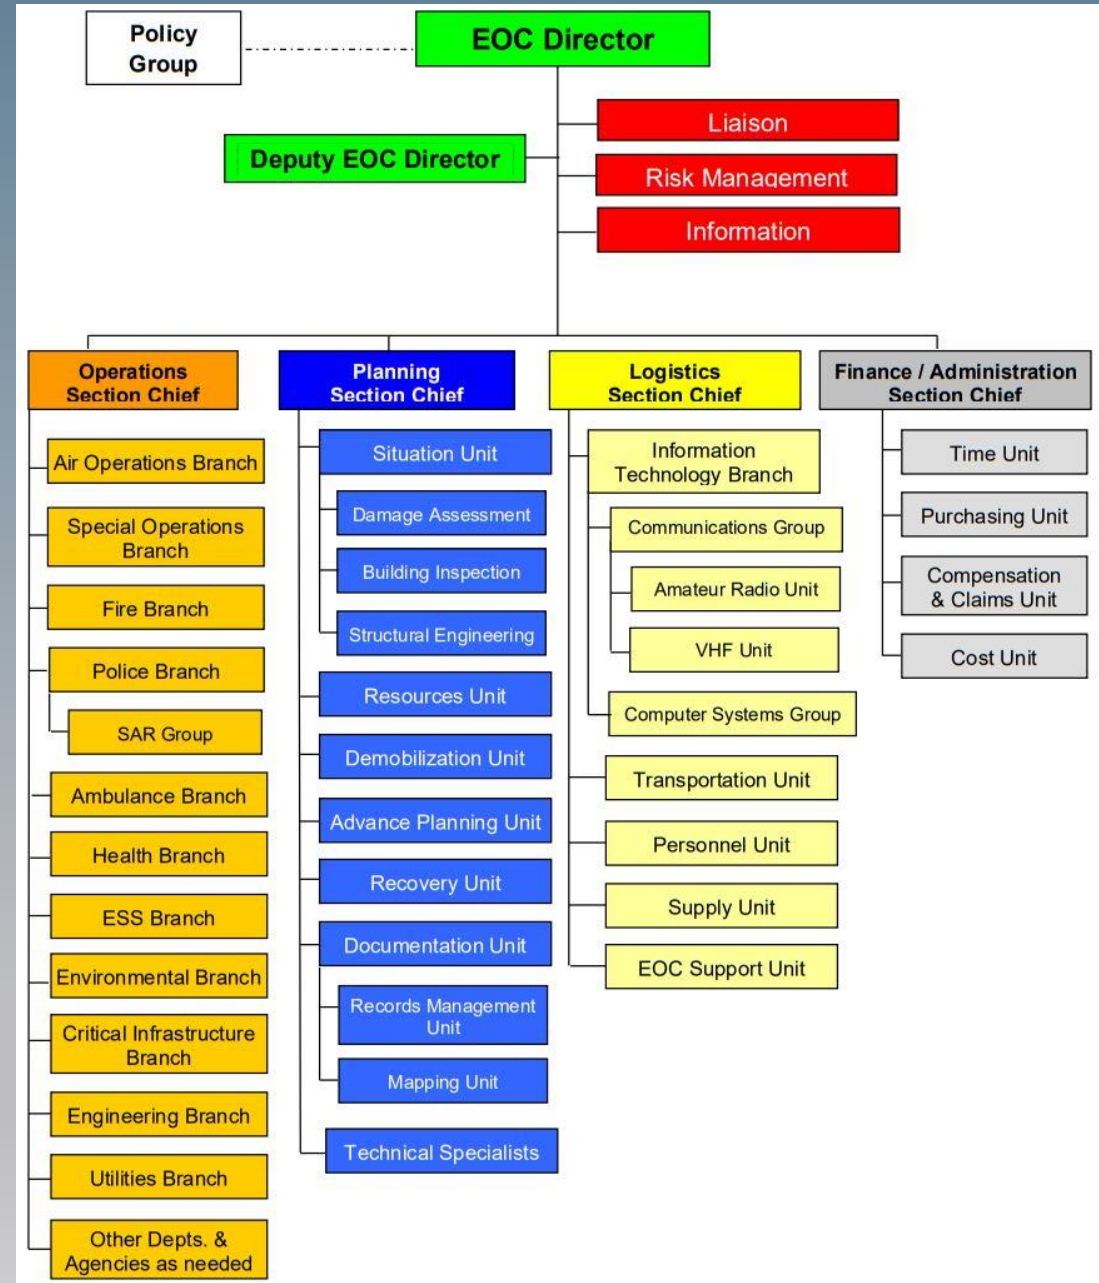 Policy
Group
EOC Director
Liaison
Deputy EOC Director
Risk Management
Information
Operations
Section Chief
Air Operations Branch
Special Operations
Branch
Fire Branch
Police Branch
SAR Group
Ambulance Branch
Health Branch
ESS Branch
Environmental Branch
Critical Infrastructure
Branch
Engineering Branch
Utilities Branch
Other Depts. &
Agencies as needed
Planning
Section Chief
Situation Unit
Damage Assessment
Building Inspection
Structural Engineering
Resources Unit
Demobilization Unit
Advance Planning Unit
Recovery Unit
Documentation Unit
Records Management
Unit
Mapping Unit
Technical Specialists
Logistics
Section Chief
Information
Technology Branch
Communications Group
Amateur Radio Unit
VHF Unit
Computer Systems Group
Transportation Unit
Personnel Unit
Supply Unit
EOC Support Unit
Finance / Administration
Section Chief
Time Unit
Purchasing Unit
Compensation
& Claims Unit
Cost Unit